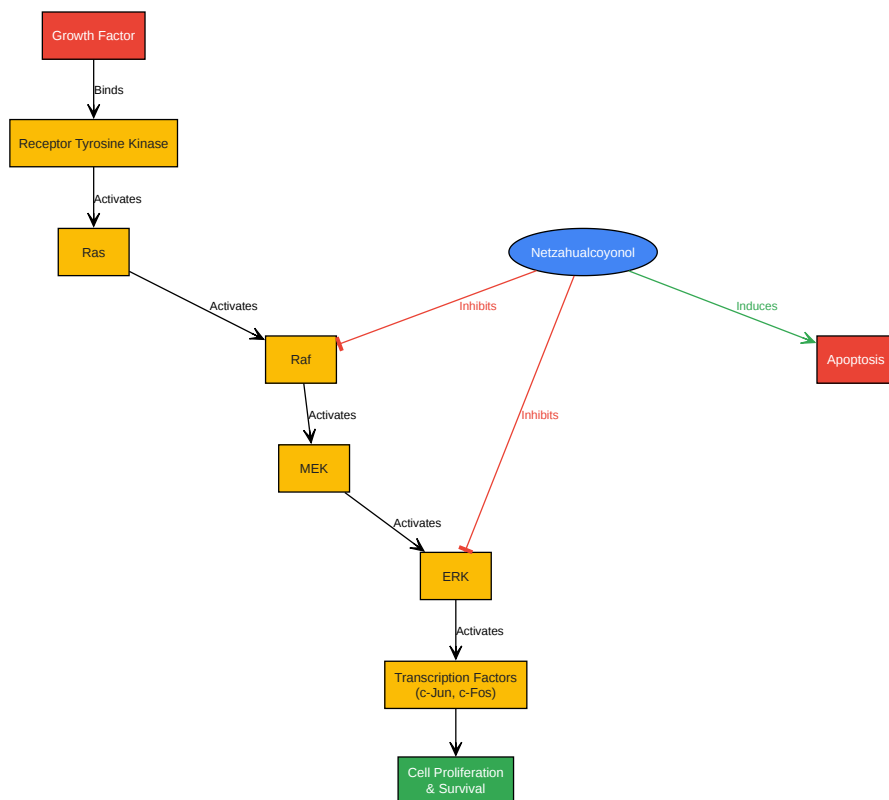 Growth Factor
Binds
Receptor Tyrosine Kinase
Activates
Ras
Netzahualcoyonol
Activates
Inhibits
Induces
Raf
Apoptosis
Activates
Inhibits
MEK
Activates
ERK
Activates
Transcription Factors
(c-Jun, c-Fos)
Cell Proliferation
& Survival